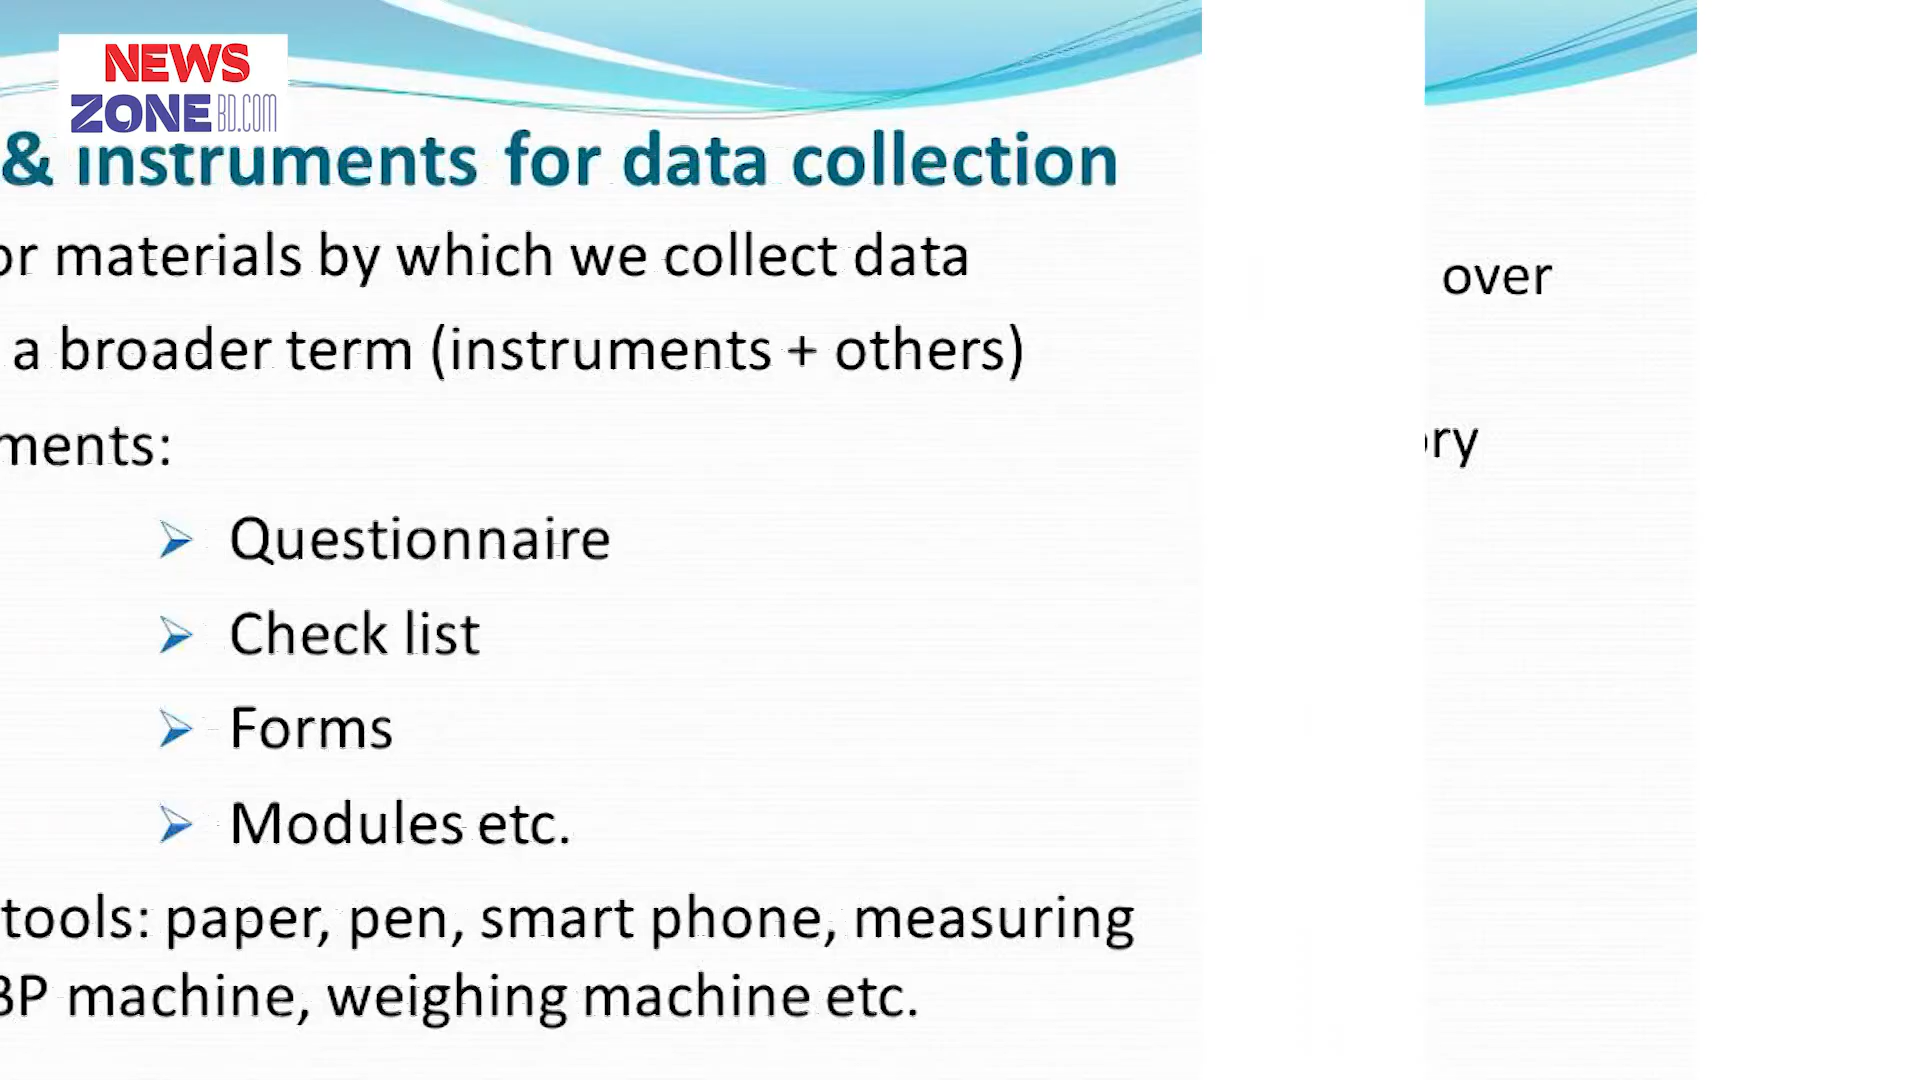 NEWS
ZONE BD.COM
& instruments for data collection
or materials by which we collect data
over
a broader term (instruments + others)
ments:
ry
Questionnaire
Check list
Forms
Modules etc.
tools: paper, pen, smart phone, measuring
BP machine, weighing machine etc.